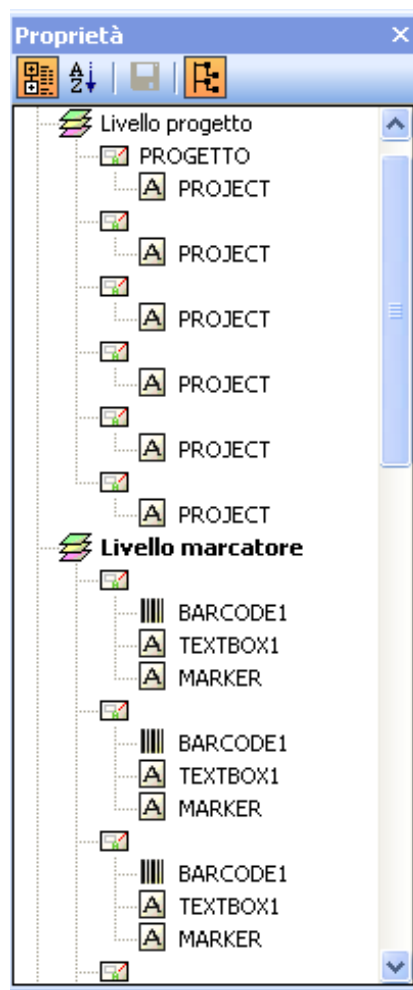 Proprietà
Livello progetto
PROGETTO
PROJECT
PROJECT
PROJECT
PROJECT
PROJECT
PROJECT
Livello marcatore
BARCODE1
TEXTBOX1
MARKER
BARCODE1
TEXTBOX1
MARKER
BARCODE1
TEXTBOX1
MARKER